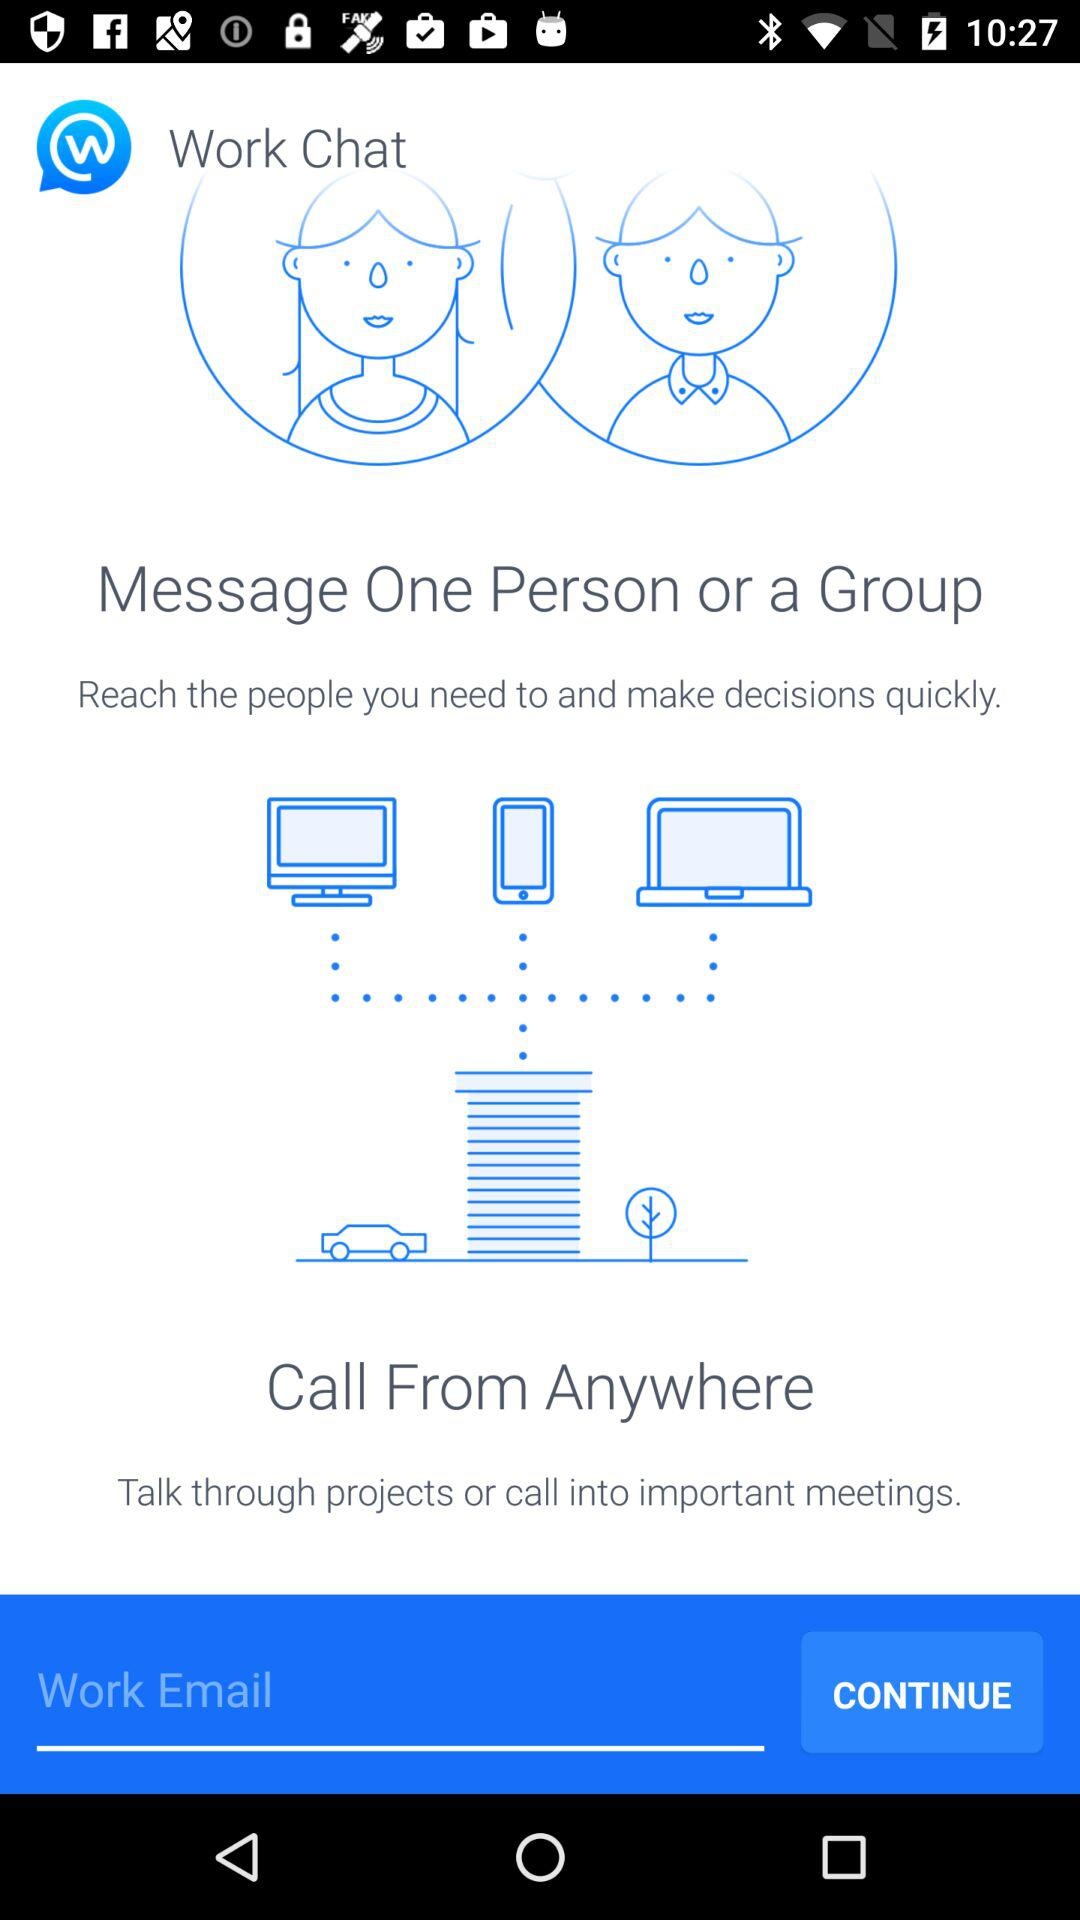 FAKE
10:27
Work Chat
Message One Person or a Group
Reach the people you need to and make decisions quickly.
Call From Anywhere
Talk through projects or call into important meetings.
Work Email
CONTINUE